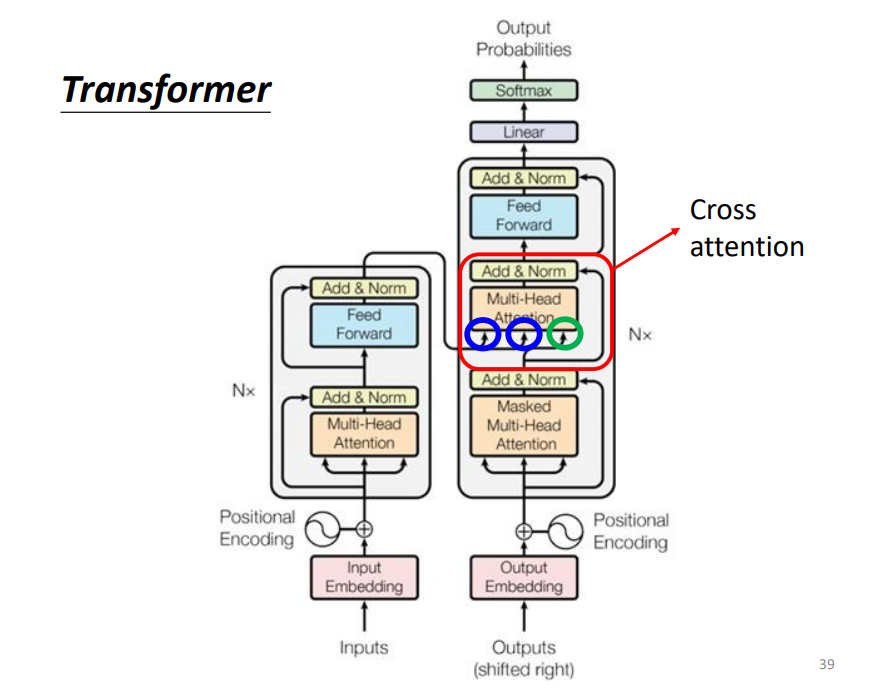 Transformer
Output
Probabilities
Softmax
Linear
Add & Norm
Feed
Forward
Add & Norm
Multi-Head
Attention
Cross
attention
Nx
Add & Norm
Masked
Multi-Head
Attention
Add & Norm
Feed
Forward
Nx
Add & Norm
Multi-Head
Attention
Positional
Encoding
Positional
Encoding
Input
Embedding
Output
Embedding
Inputs
Outputs
(shifted right)
39